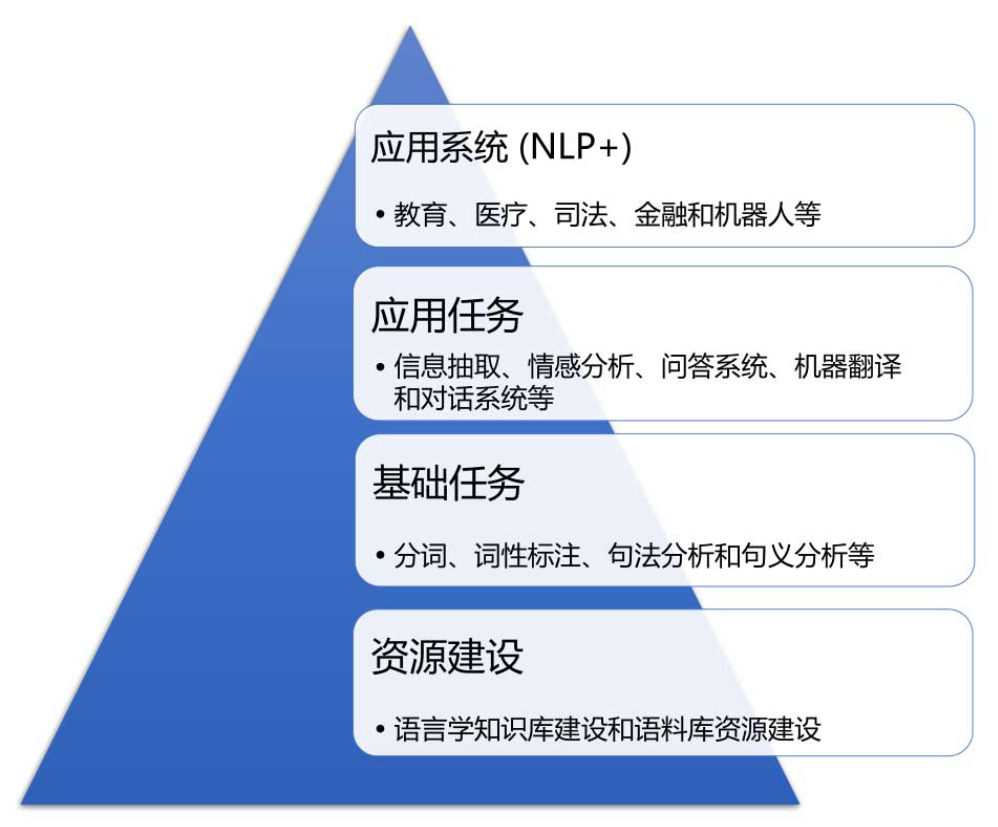 应用系统 (NLP+)
• 教育、医疗、司法、金融和机器人等
应用任务
• 信息抽取、情感分析、问答系统、机器翻译
和对话系统等
基础任务
• 分词、词性标注、句法分析和句义分析等
资源建设
• 语言学知识库建设和语料库资源建设